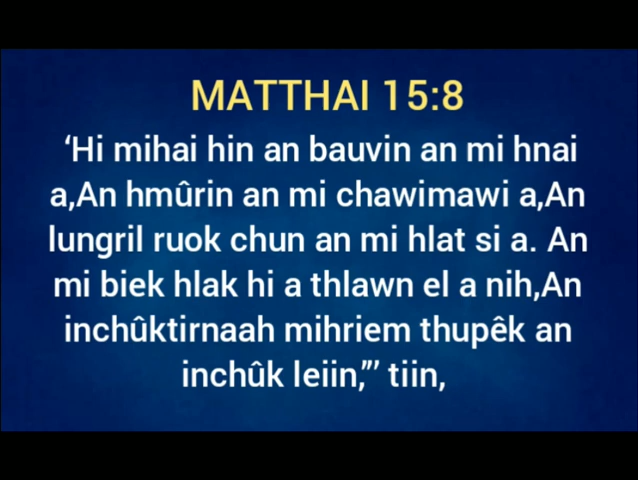 MATTHAI 15:8
‘Hi mihai hin an bauvin an mi hnai
a,An hmûrin an mi chawimawi a,An
lungril ruok chun an mi hlat si a. An
mi biek hlak hi a thlawn el a nih,An
inchûktirnaah mihriem thupêk an
inchûk leiin,”’ tiin,